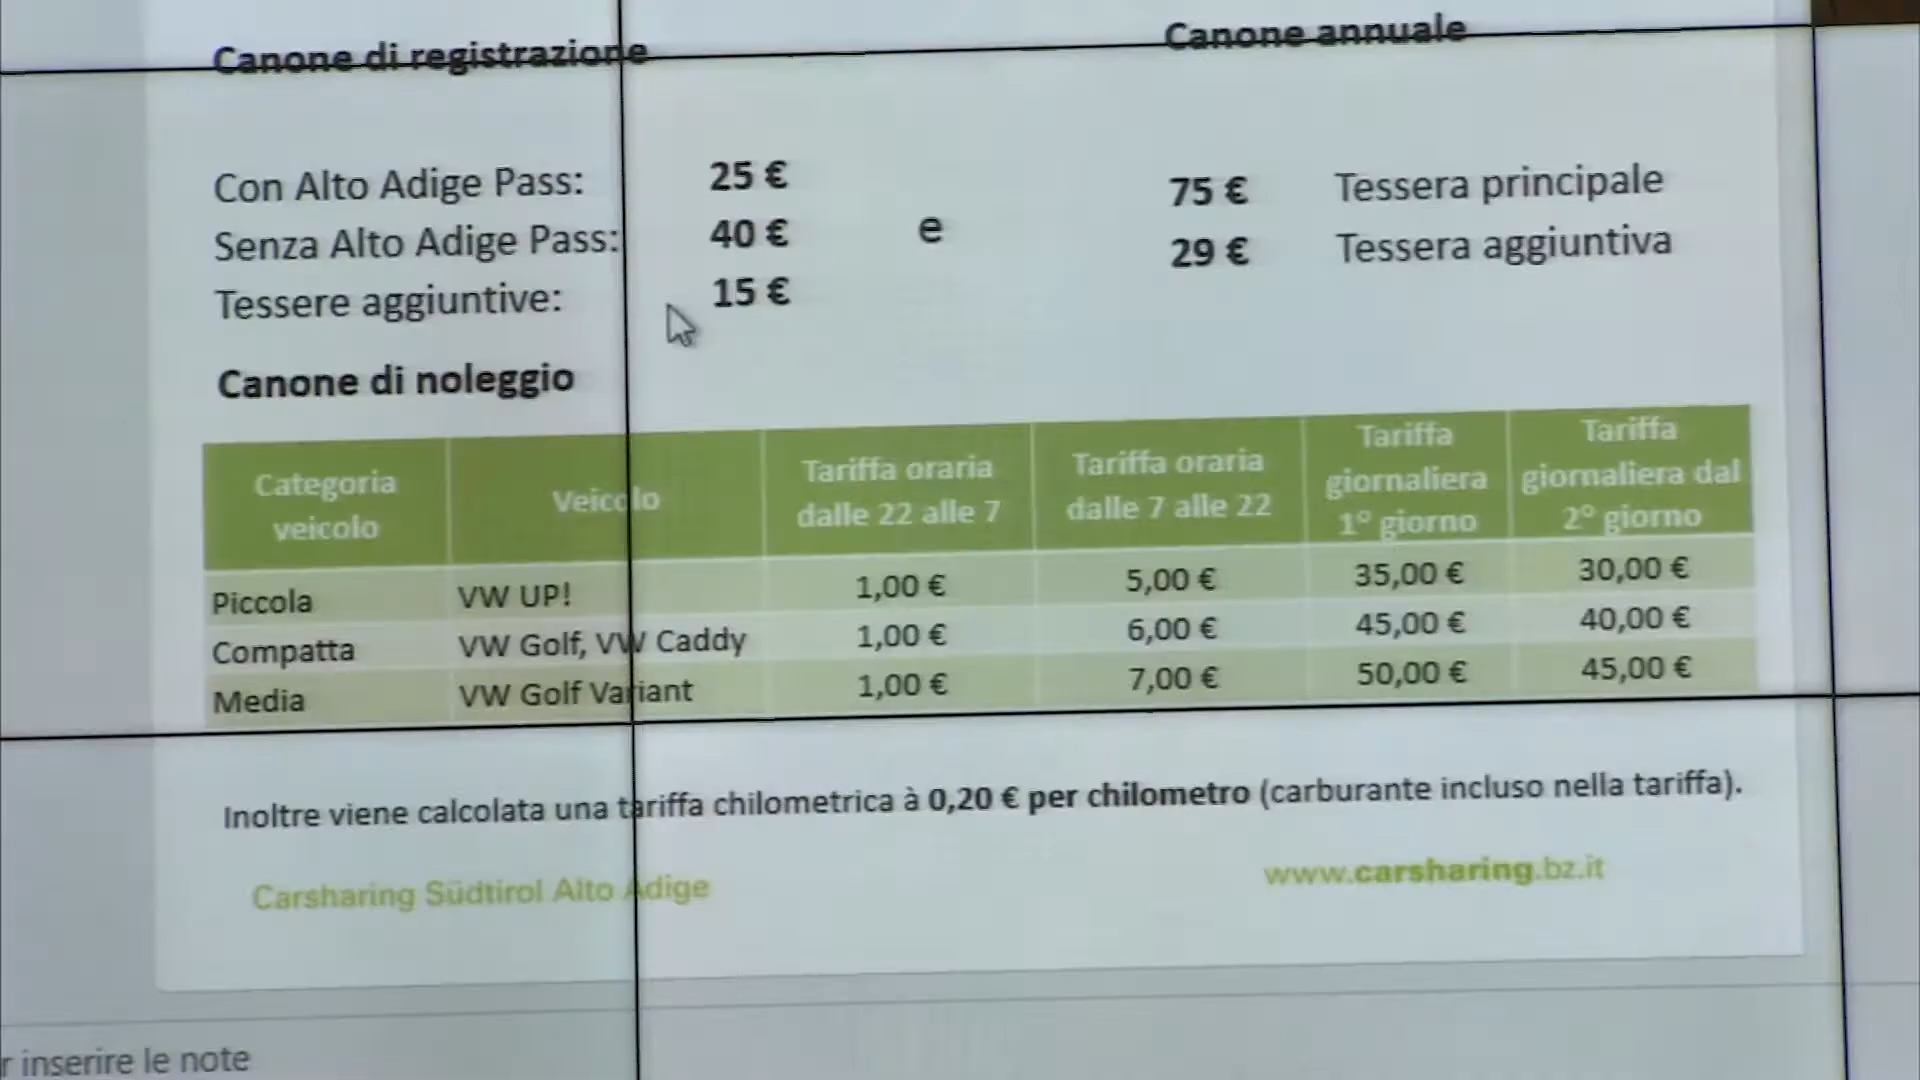 Canone di registrazione
Canone annuale
Con Alto Adige Pass: 25 €
Senza Alto Adige Pass: 40 €
Tessere aggiuntive: 15 €
e
75 € Tessera principale
29 € Tessera aggiuntiva
Canone di noleggio
Categoria veicolo Veicolo Tariffa oraria dalle 22 alle 7 Tariffa oraria dalle 7 alle 22 Tariffa giornaliera 1° giorno Tariffa giornaliera dal 2° giorno
Piccola VW UP! 1,00 € 5,00 € 35,00 € 30,00 €
Compatta VW Golf, VW Caddy 1,00 € 6,00 € 45,00 € 40,00 €
Media VW Golf Variant 1,00 € 7,00 € 50,00 € 45,00 €
Inoltre viene calcolata una tariffa chilometrica à 0,20 € per chilometro (carburante incluso nella tariffa).
Carsharing Südtirol Alto Adige
www.carsharing.bz.it
r inserire le note